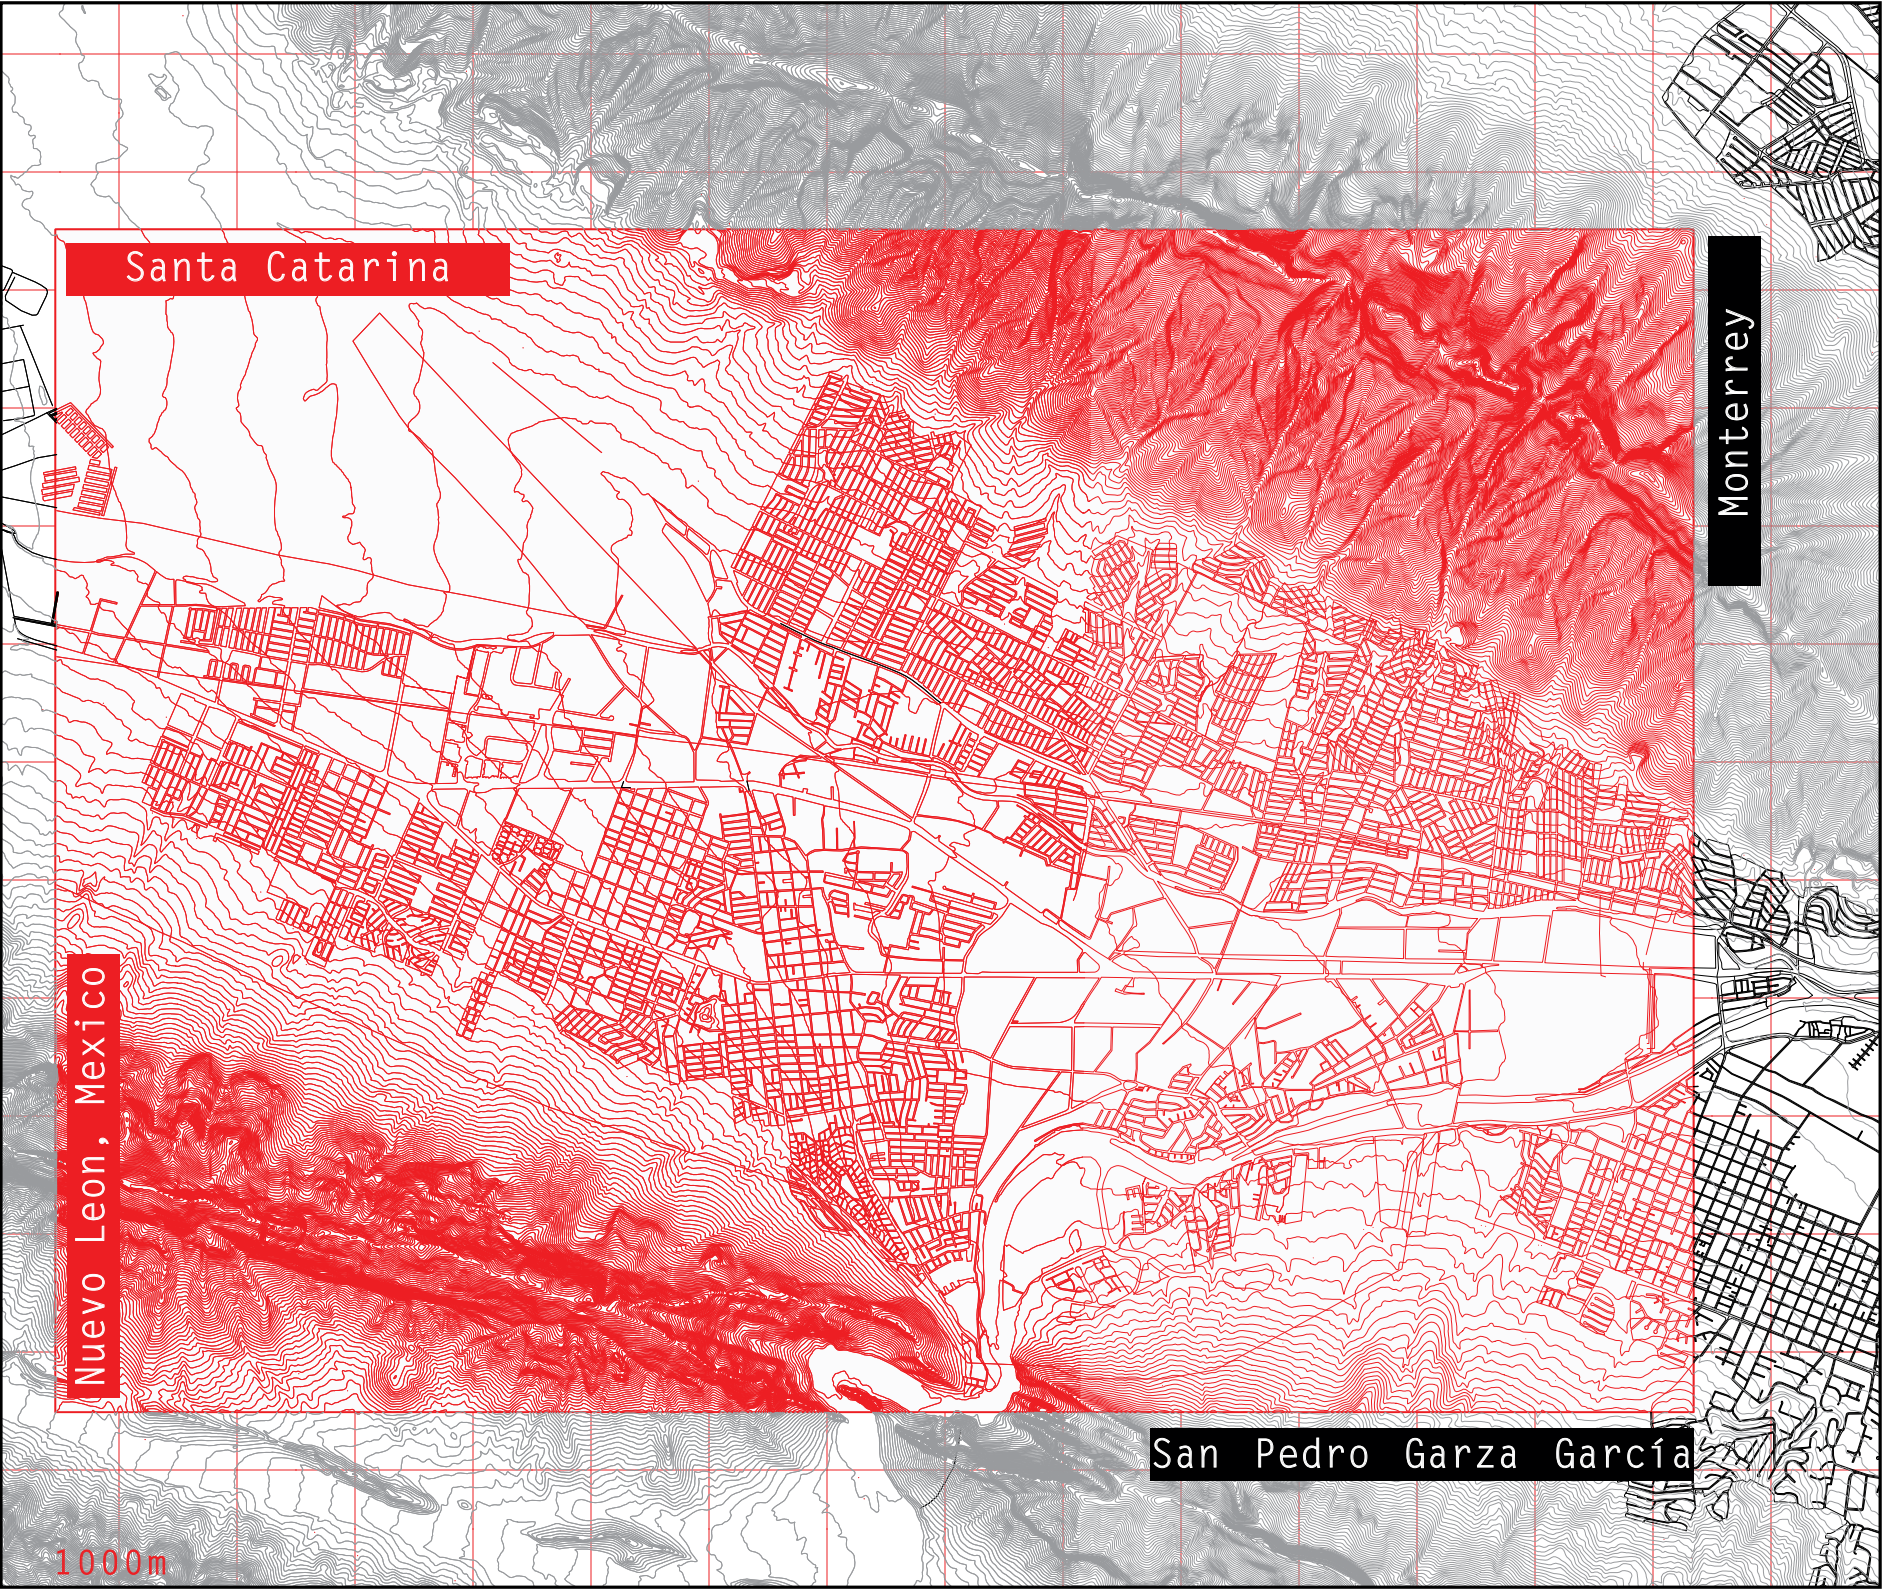 Santa Catarina
Monterrey
Nuevo Leon, Mexico
San Pedro Garza García
1000m